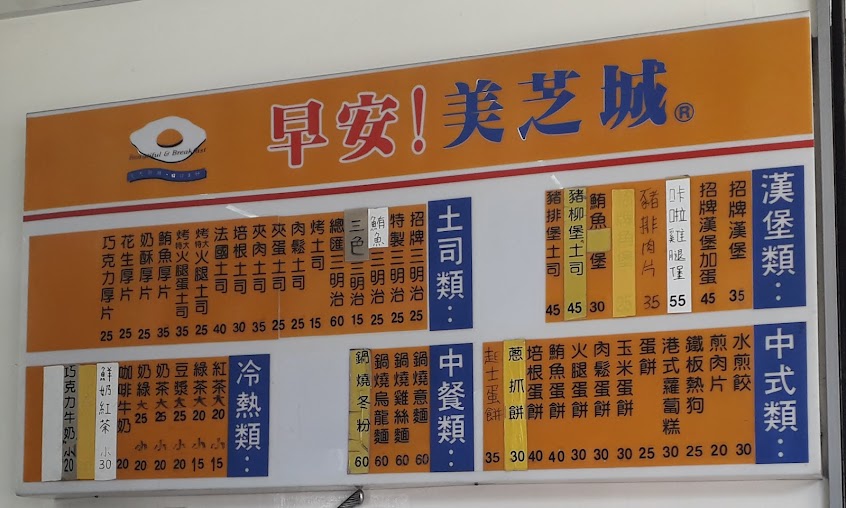 早安!美芝城®
Beautiful & Breakfast
漢堡類:
招牌漢堡 35
招牌漢堡加蛋 45
咔啦雞腿堡 55
豬排肉片 35
鮪魚堡 30
豬柳堡土司 45
豬排堡土司 45
土司類:
招牌三明治 25
特製三明治 25
鮪魚三明治 25
三色三明治 15
總匯三明治 60
烤土司 15
肉鬆土司 25
夾蛋土司 25
夾肉土司 35
培根土司 30
法國土司 40
烤特大火腿土司 25
烤特大火腿蛋土司 35
鮪魚厚片 35
奶酥厚片 25
花生厚片 25
巧克力厚片 25
中式類:
水煎餃 30
煎肉片 20
鐵板熱狗 25
港式蘿蔔糕 30
蛋餅 25
玉米蛋餅 30
肉鬆蛋餅 30
火腿蛋餅 30
鮪魚蛋餅 40
培根蛋餅 40
蔥抓餅 30
起士蛋餅 35
中餐類:
鍋燒意麵 60
鍋燒雞絲麵 60
鍋燒烏龍麵 60
鍋燒冬粉 60
冷熱類:
紅茶大20 小15
綠茶大20 小15
豆漿大25 小20
奶茶大25 小20
奶綠大25 小20
咖啡牛奶 20
鮮奶紅茶 小30
巧克力牛奶 小20